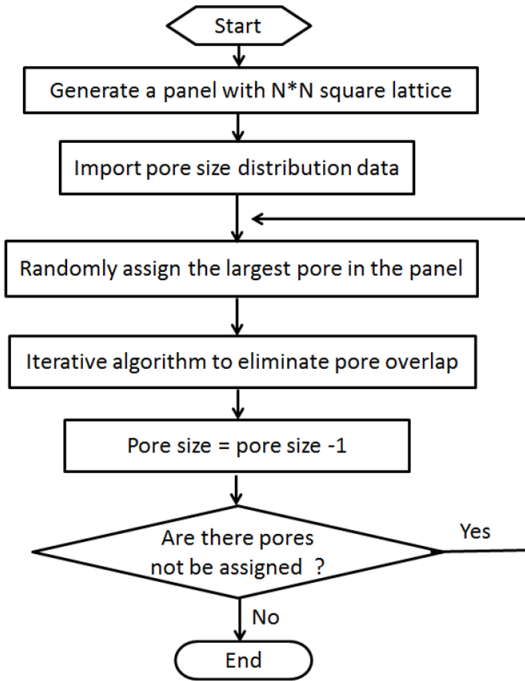 Start
Generate a panel with N*N square lattice
Import pore size distribution data
Randomly assign the largest pore in the panel
Iterative algorithm to eliminate pore overlap
Pore size = pore size -1
Are there pores
not be assigned ?
Yes
No
End